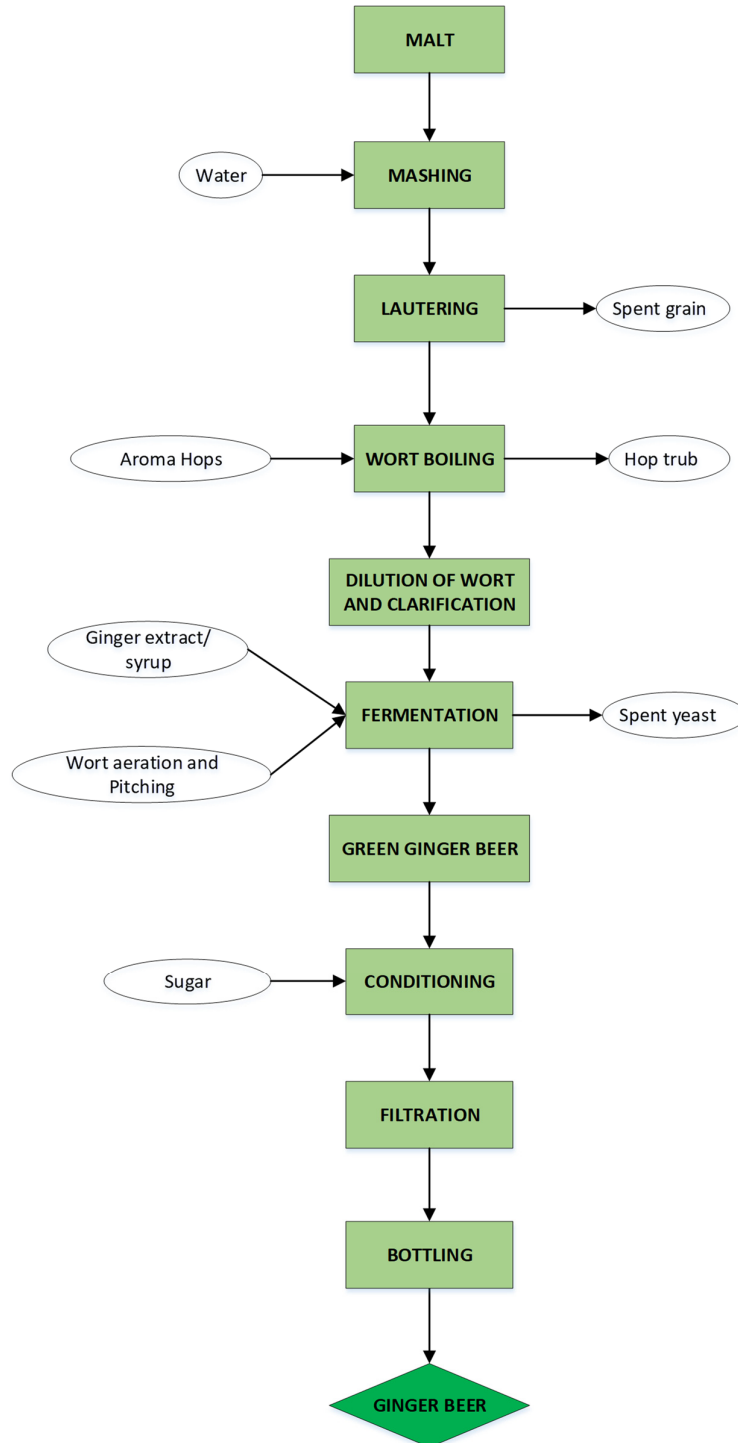 MALT
Water
MASHING
LAUTERING
Spent grain
Aroma Hops
WORT BOILING
Hop trub
DILUTION OF WORT
AND CLARIFICATION
Ginger extract/
syrup
FERMENTATION
Spent yeast
Wort aeration and
Pitching
GREEN GINGER BEER
Sugar
CONDITIONING
FILTRATION
BOTTLING
GINGER BEER